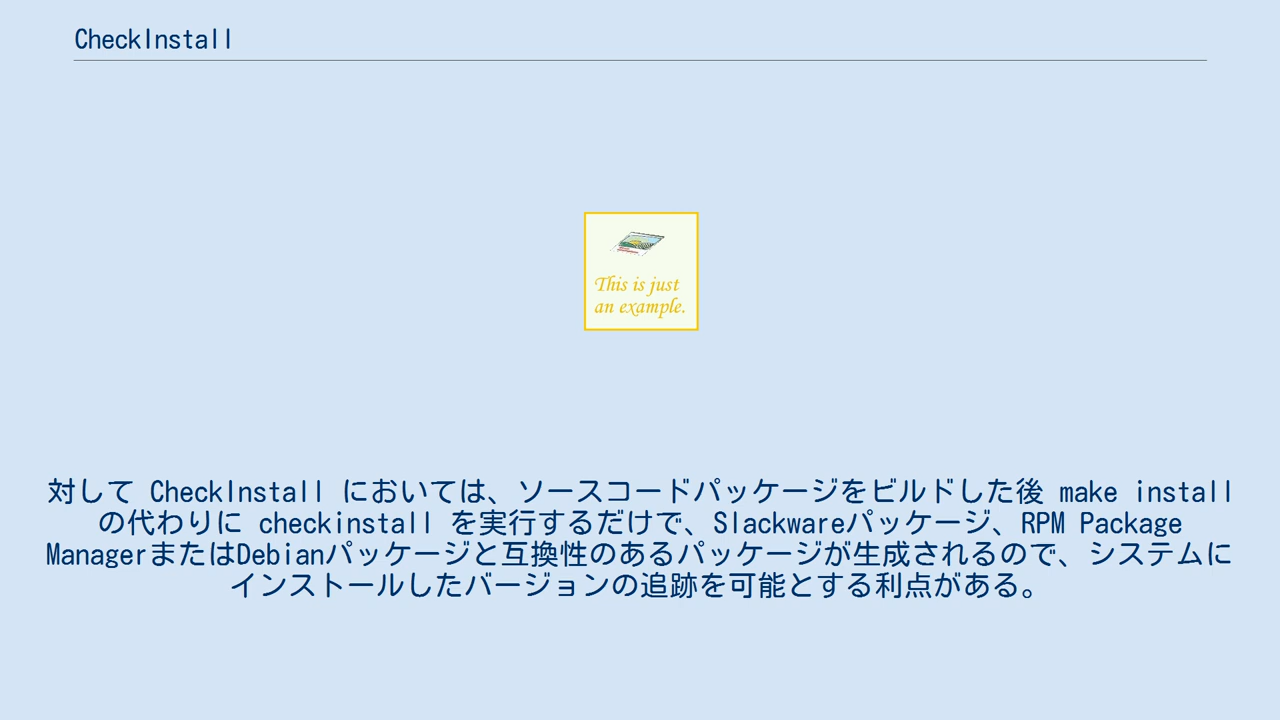 CheckInstall
This is just
an example.
対して CheckInstall においては、ソースコードパッケージをビルドした後 make install
の代わりに checkinstall を実行するだけで、Slackwareパッケージ、RPM Package
ManagerまたはDebianパッケージと互換性のあるパッケージが生成されるので、システムに
インストールしたバージョンの追跡を可能とする利点がある。